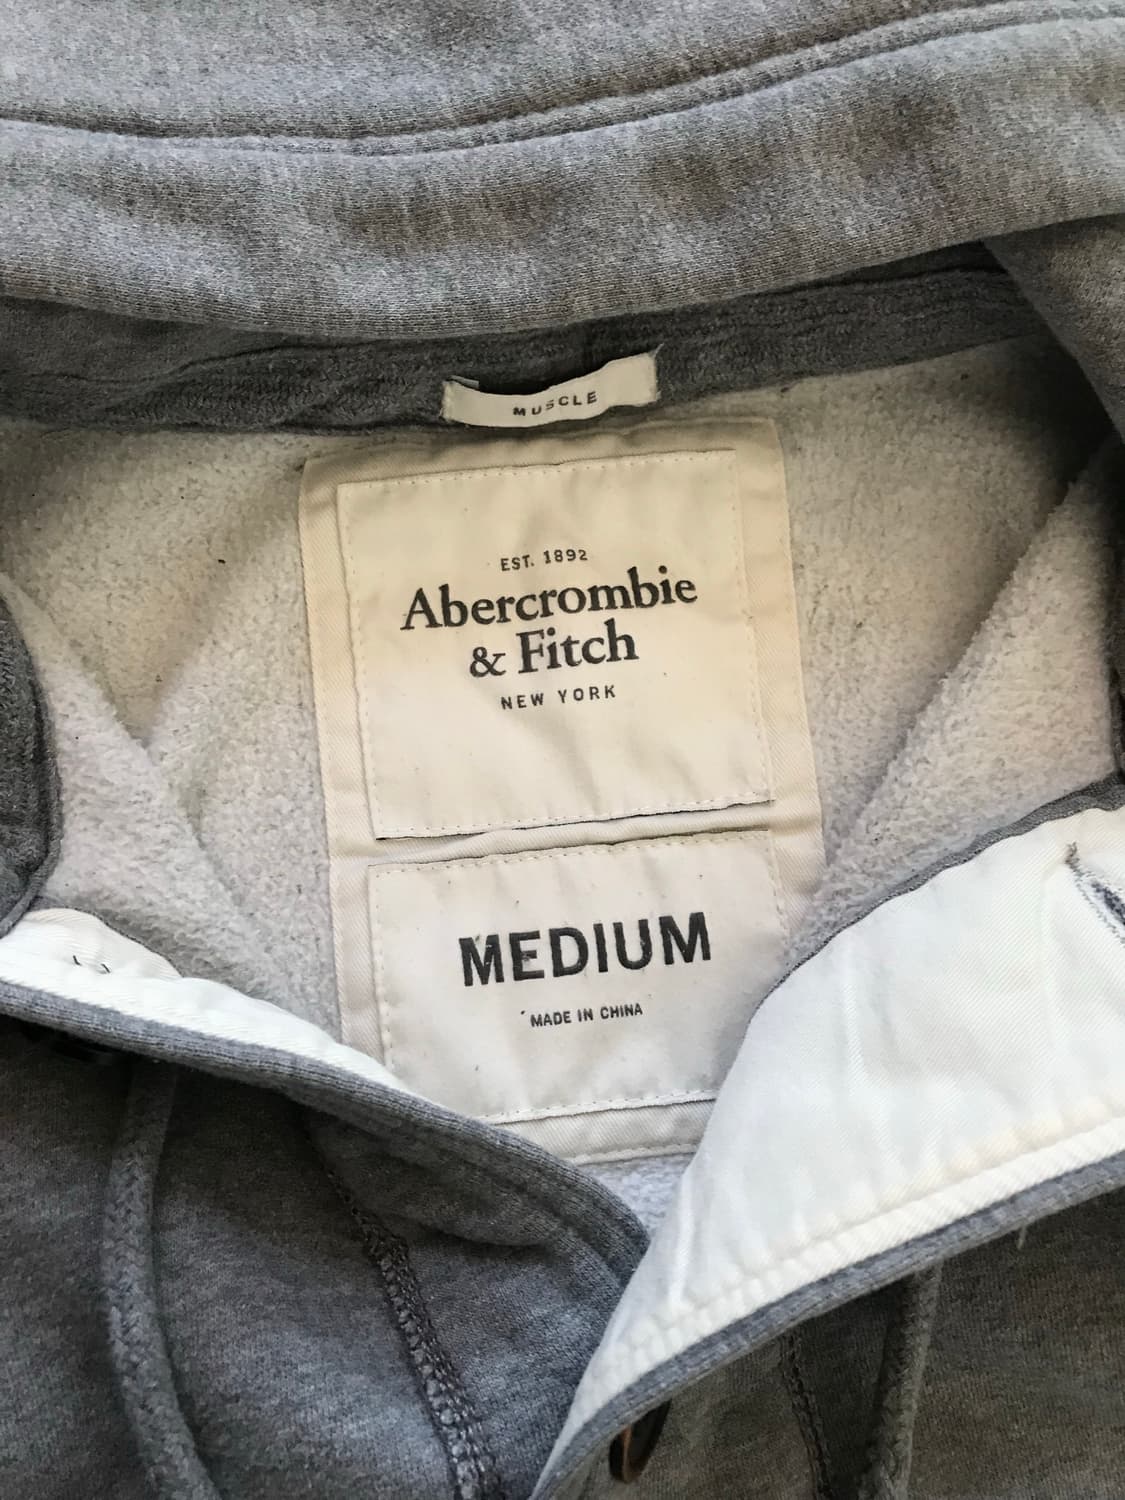 MUSCLE
EST. 1892
Abercrombie
& Fitch
NEW YORK
MEDIUM
MADE IN CHINA